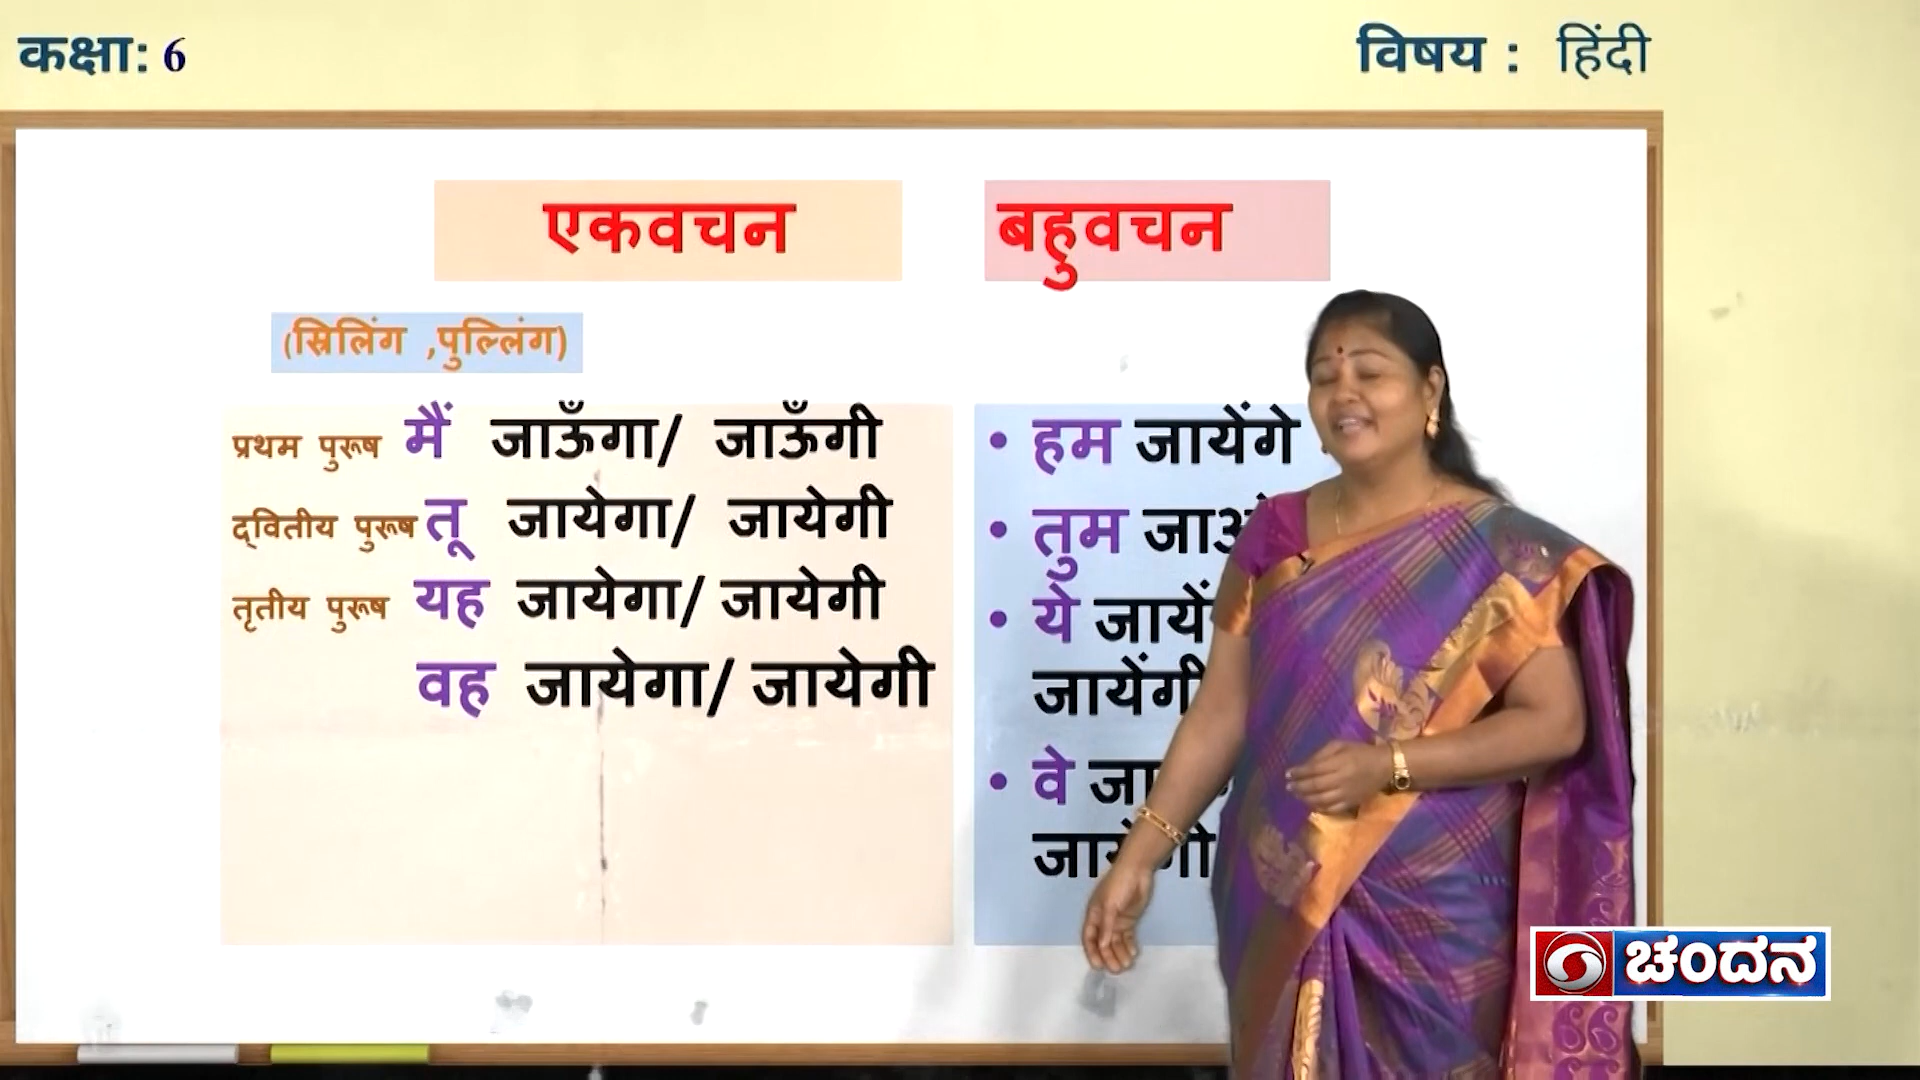 कक्षा: 6
विषय : हिंदी
एकवचन
बहुवचन
(स्रिलिंग ,पुल्लिंग)
प्रथम पुरूष मैं जाऊँगा/ जाऊँगी
द्वितीय पुरूष तू जायेगा/ जायेगी
तृतीय पुरूष यह जायेगा/ जायेगी
वह जायेगा/ जायेगी
• हम जायेंगे
• तुम
• ये
जायेंगी
• वे
ಚಂದನ